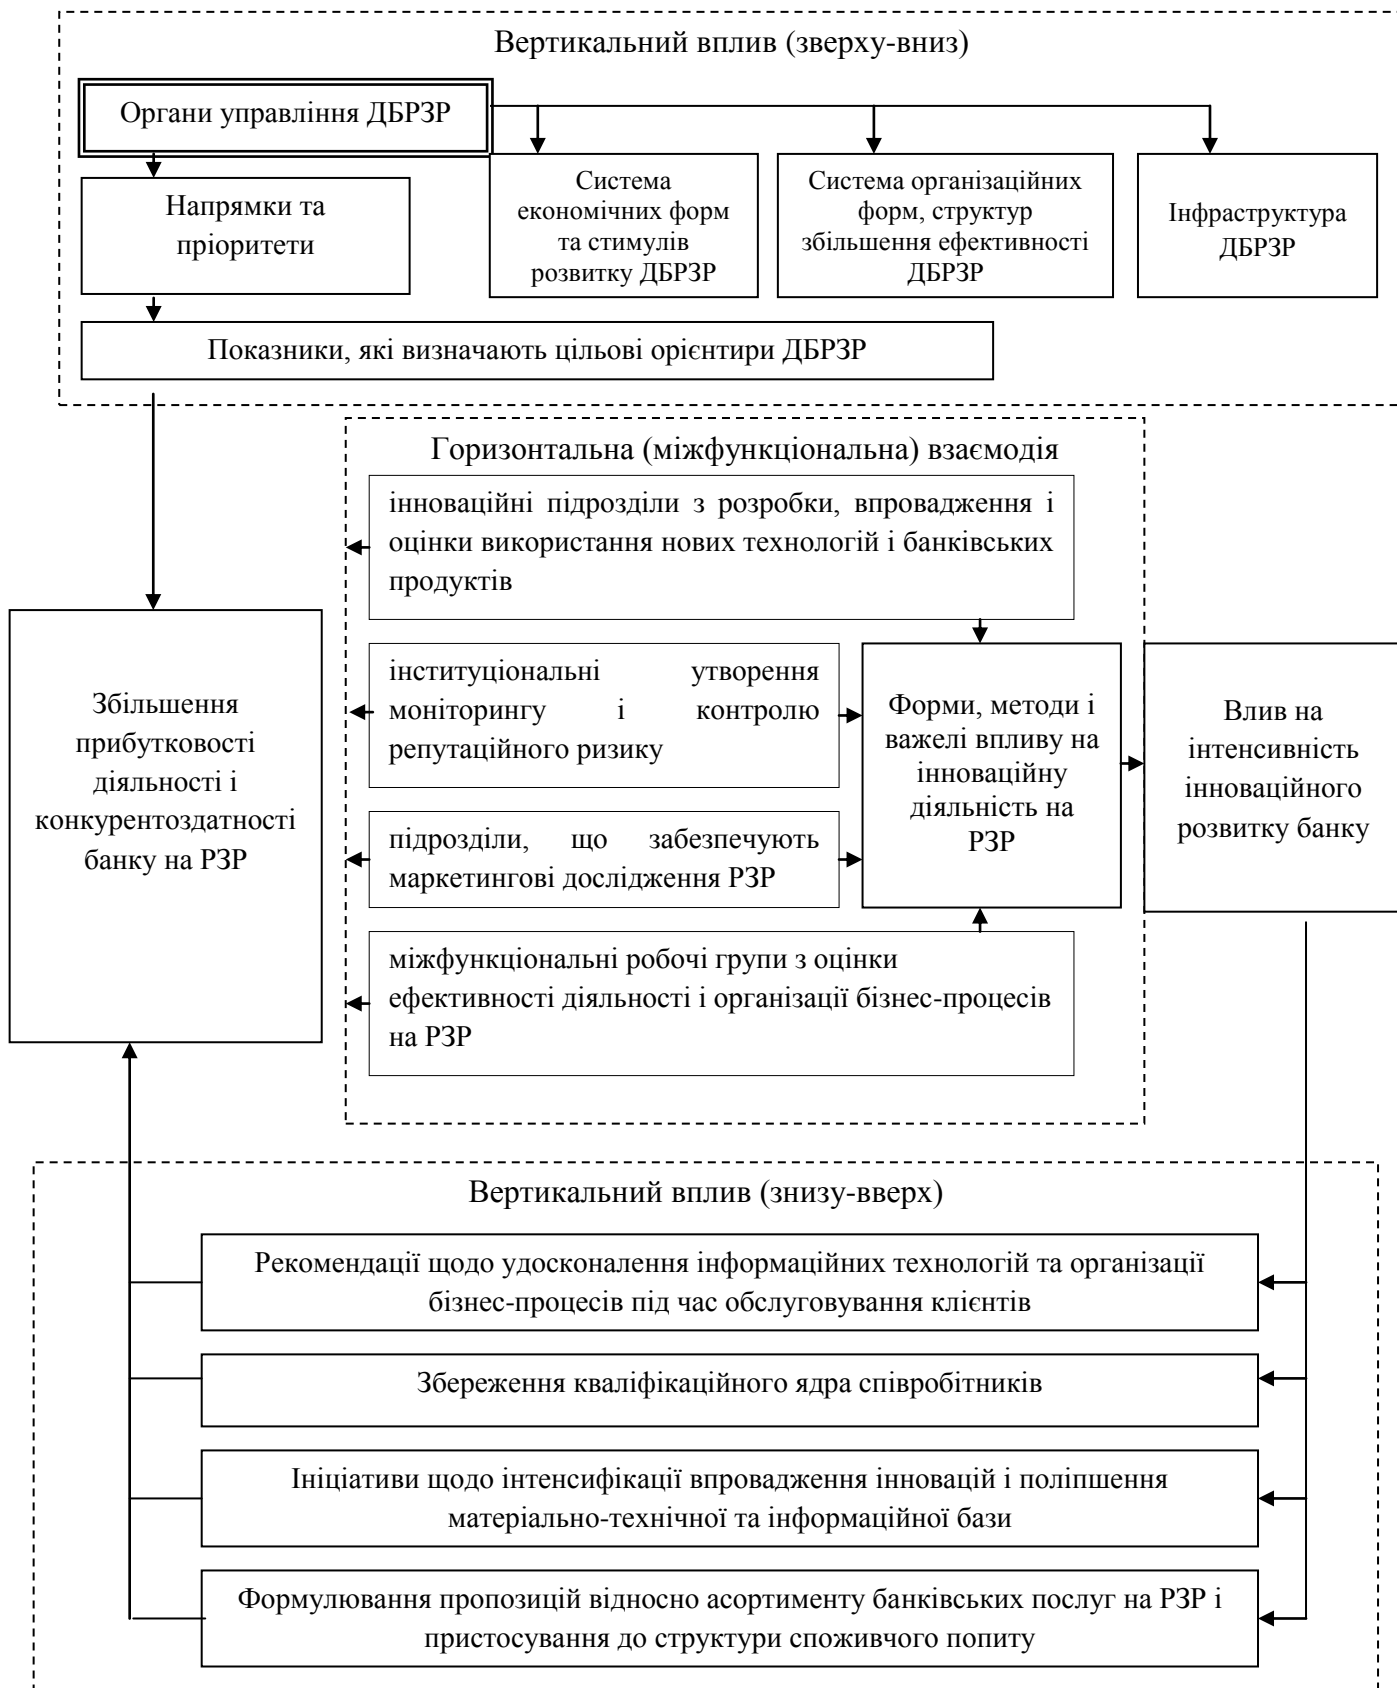 Вертикальний вплив (зверху-вниз)
Органи управління ДБРЗР
Напрямки та
пріоритети
Система
економічних форм
та стимулів
розвитку ДБРЗР
Система організаційних
форм, структур
збільшення ефективності
ДБРЗР
Інфраструктура
ДБРЗР
Показники, які визначають цільові орієнтири ДБРЗР
Горизонтальна (міжфункціональна) взаємодія
інноваційні підрозділи з розробки, впровадження і
оцінки використання нових технологій і банківських
продуктів
Збільшення
прибутковості
діяльності і
конкурентоздатності
банку на РЗР
інституціональні утворення
моніторингу і контролю
репутаційного ризику
підрозділи, що забезпечують
маркетингові дослідження РЗР
Форми, методи і
важелі впливу на
інноваційну
діяльність на
РЗР
Влив на
інтенсивність
інноваційного
розвитку банку
міжфункціональні робочі групи з оцінки
ефективності діяльності і організації бізнес-процесів
на РЗР
Вертикальний вплив (знизу-вверх)
Рекомендації щодо удосконалення інформаційних технологій та організації
бізнес-процесів під час обслуговування клієнтів
Збереження кваліфікаційного ядра співробітників
Ініціативи щодо інтенсифікації впровадження інновацій і поліпшення
матеріально-технічної та інформаційної бази
Формулювання пропозицій відносно асортименту банківських послуг на РЗР і
пристосування до структури споживчого попиту